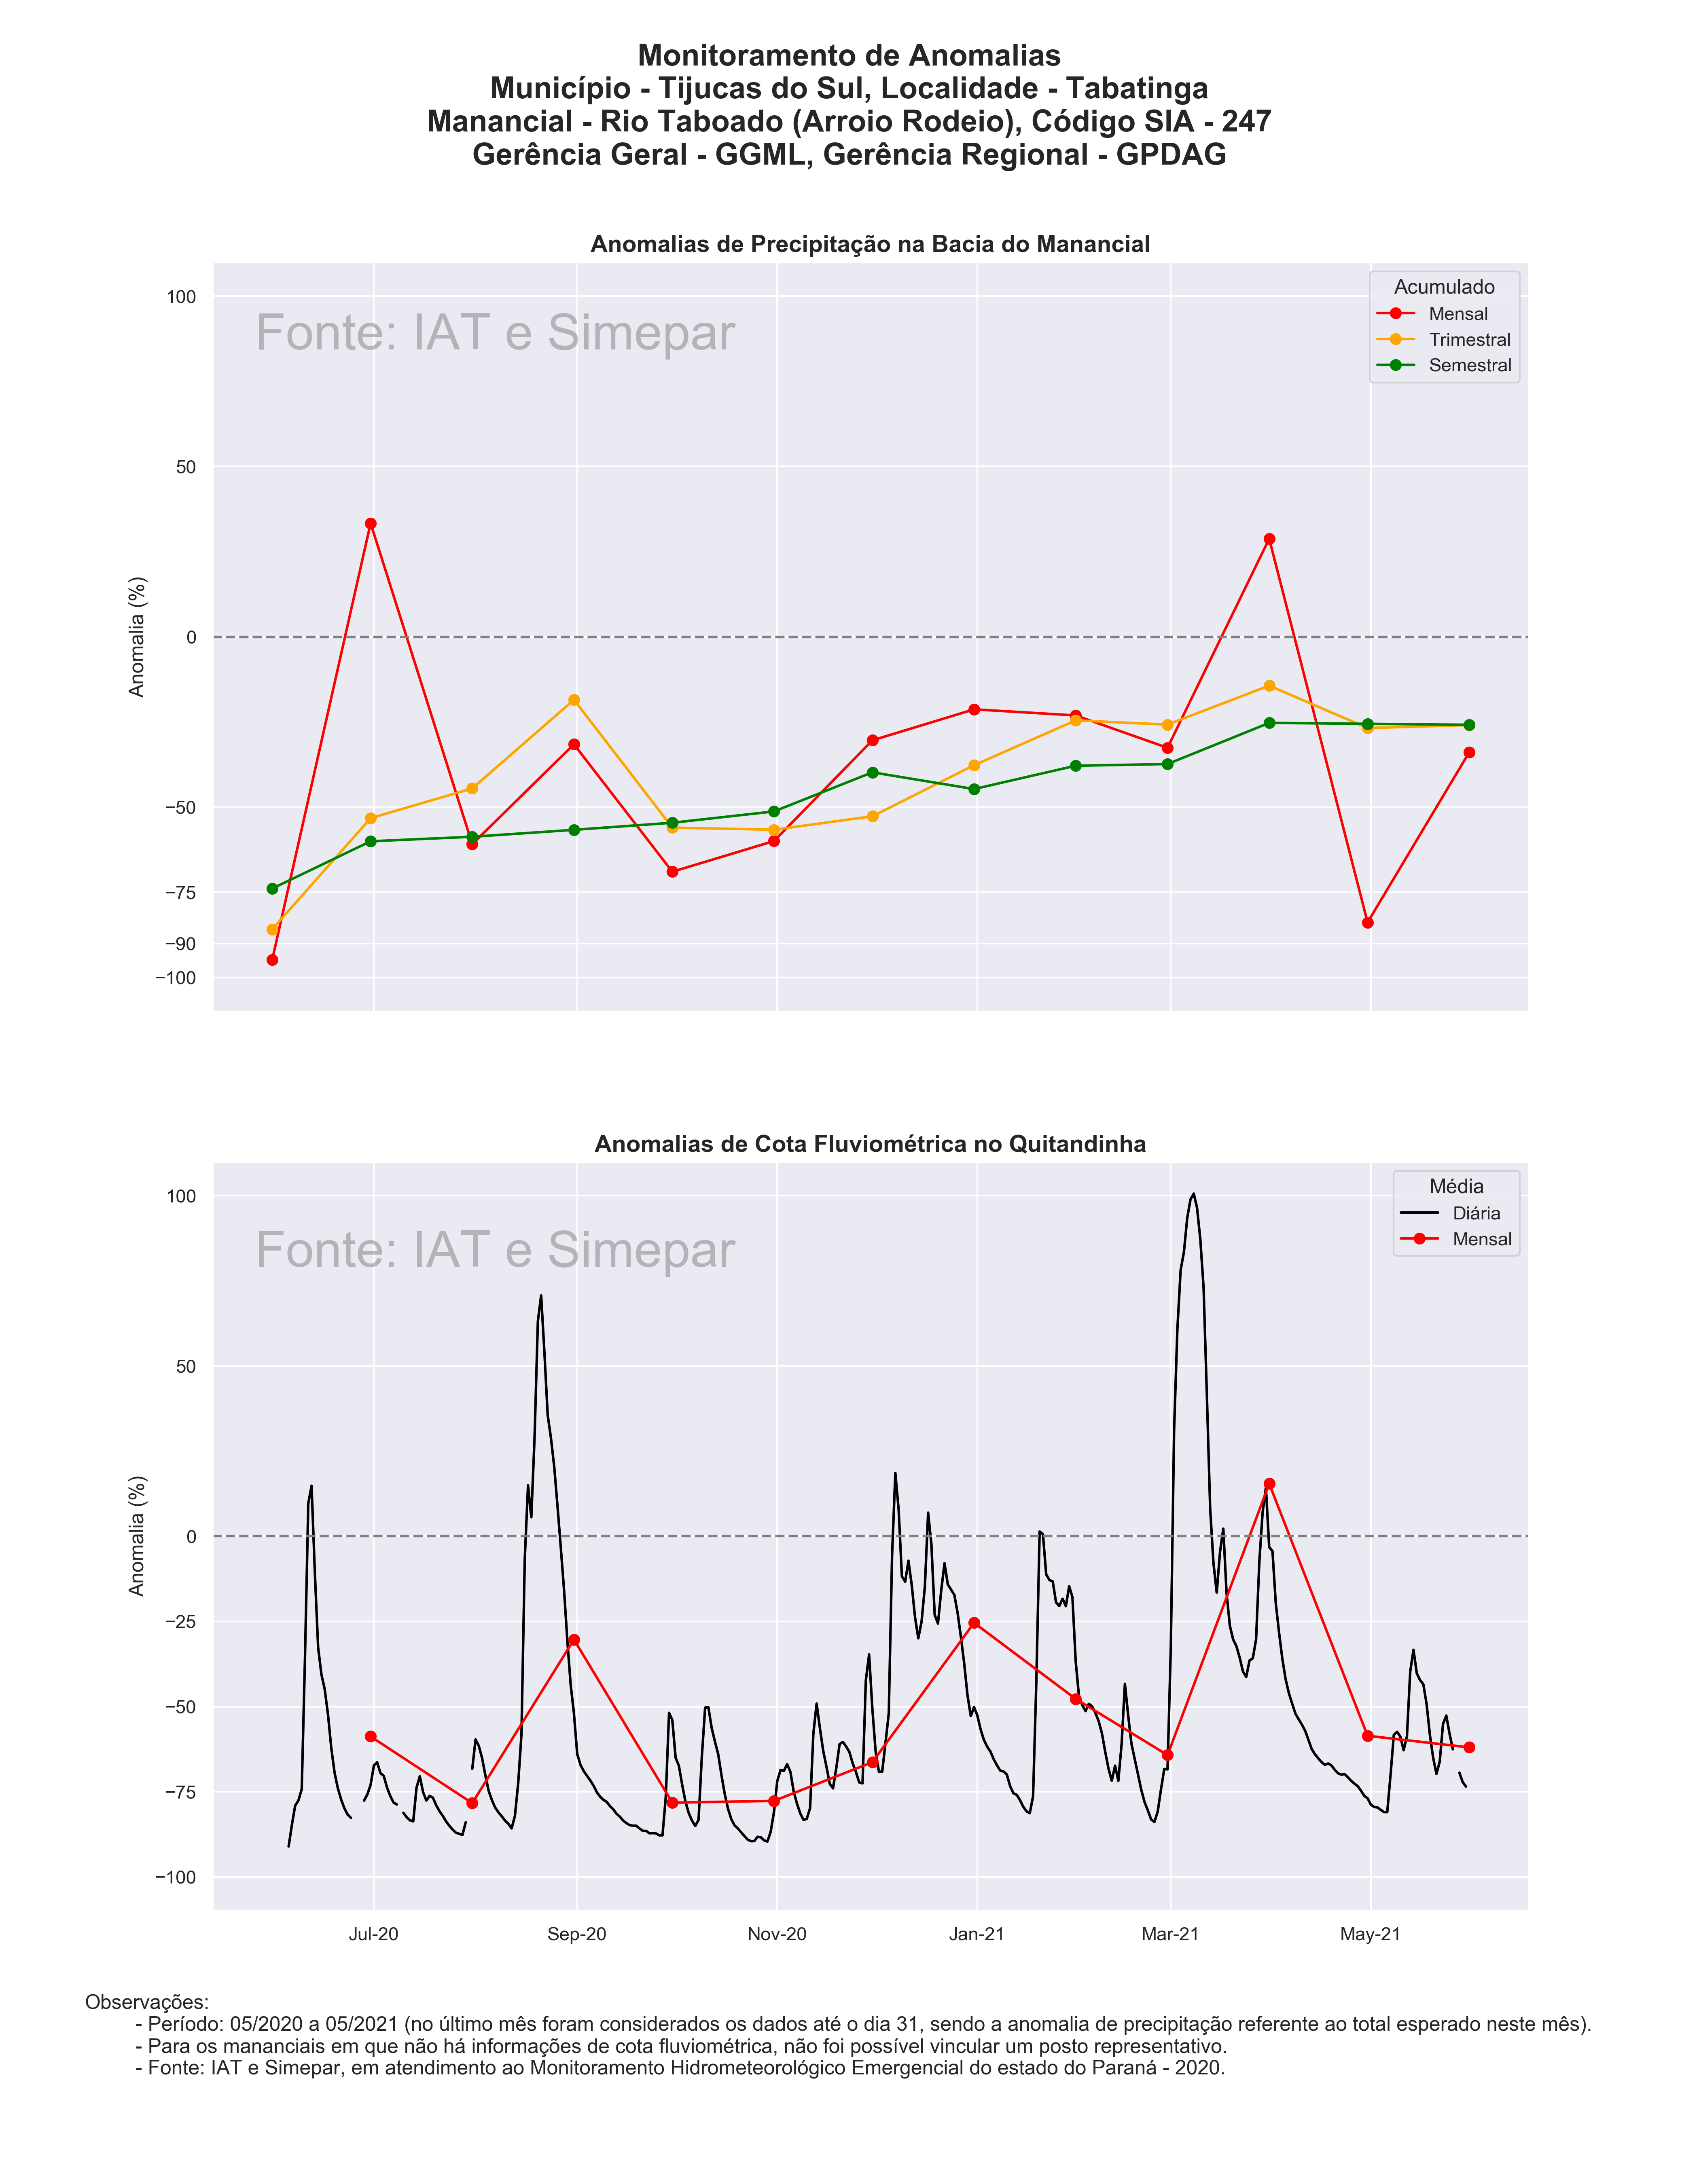 Monitoramento de Anomalias
Município - Tijucas do Sul, Localidade - Tabatinga
Manancial - Rio Taboado (Arroio Rodeio), Código SIA - 247
Gerência Geral - GGML, Gerência Regional - GPDAG
Anomalias de Precipitação na Bacia do Manancial
Fonte: IAT e Simepar
Acumulado
Mensal
Trimestral
Semestral
Anomalia (%)
100
50
0
−50
−75
−90
−100
Anomalias de Cota Fluviométrica no Quitandinha
Fonte: IAT e Simepar
Média
Diária
Mensal
Anomalia (%)
100
50
0
−25
−50
−75
−100
Jul-20 Sep-20 Nov-20 Jan-21 Mar-21 May-21
Observações:
- Período: 05/2020 a 05/2021 (no último mês foram considerados os dados até o dia 31, sendo a anomalia de precipitação referente ao total esperado neste mês).
- Para os mananciais em que não há informações de cota fluviométrica, não foi possível vincular um posto representativo.
- Fonte: IAT e Simepar, em atendimento ao Monitoramento Hidrometeorológico Emergencial do estado do Paraná - 2020.